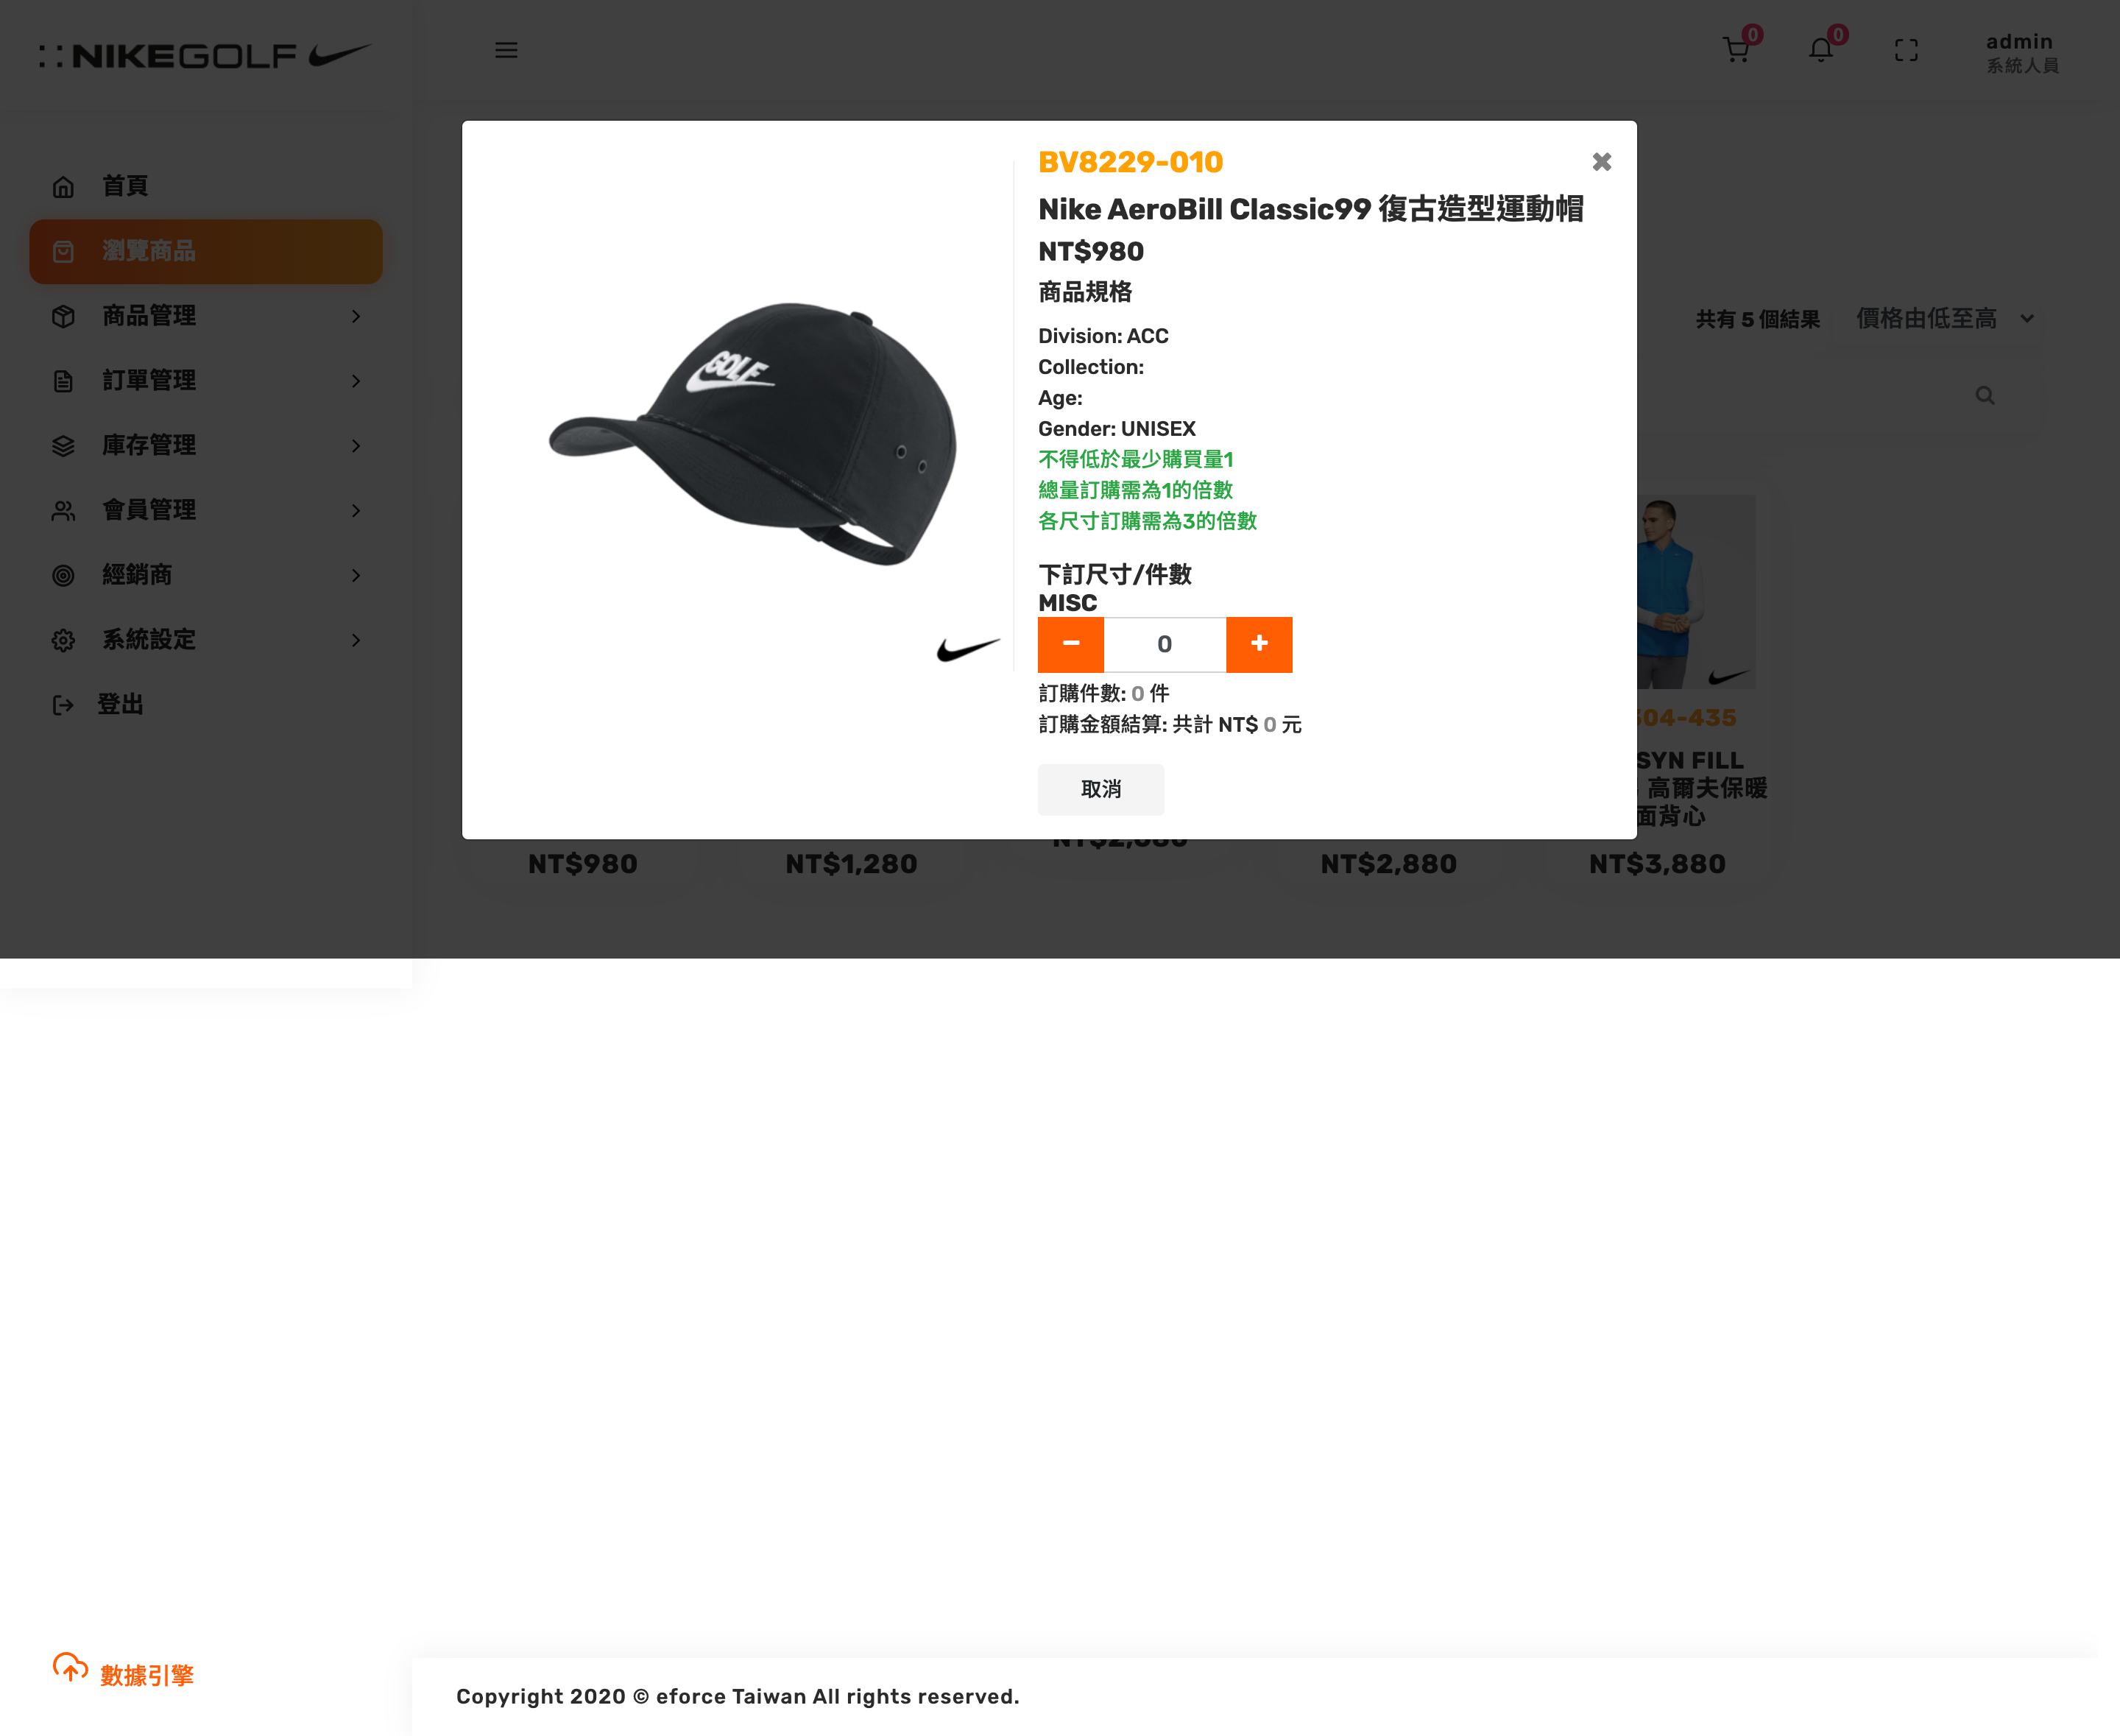 NIKEGOLF
0
0
admin
系統人員
首頁
瀏覽商品
商品管理
訂單管理
庫存管理
會員管理
經銷商
系統設定
登出
共有 5 個結果
價格由低至高
BV8229-010
Nike AeroBill Classic99 復古造型運動帽
NT$980
商品規格
Division: ACC
Collection:
Age:
Gender: UNISEX
不得低於最少購買量1
總量訂購需為1的倍數
各尺寸訂購需為3的倍數
下訂尺寸/件數
MISC
0
訂購件數: 0 件
訂購金額結算: 共計 NT$ 0 元
取消
GOLF
04-435
SYN FILL
高爾夫保暖
面背心
NT$980
NT$1,280
NT$2,880
NT$3,880
數據引擎
Copyright 2020 © eforce Taiwan All rights reserved.